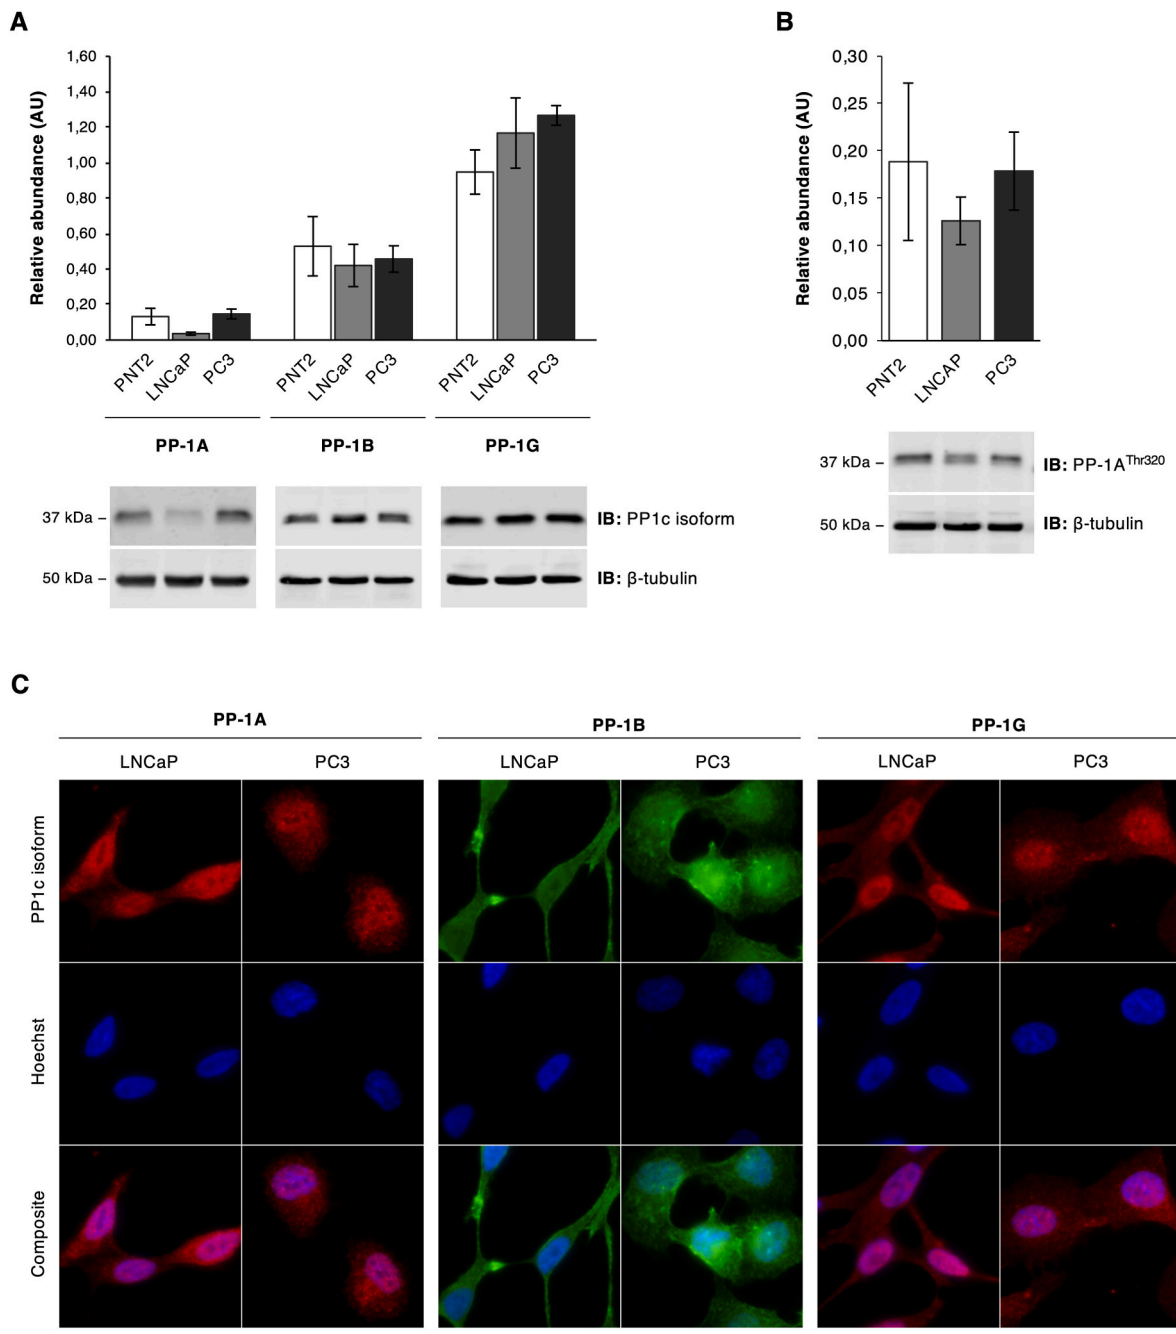 A
B
Relative abundance (AU)
1,60
1,40
1,20
1,00
0,80
0,60
0,40
0,20
0,00
PNT2
LNCaP
PC3
PNT2
LNCaP
PC3
PNT2
LNCaP
PC3
PP-1A
PP-1B
PP-1G
37 kDa
IB: PP1c isoform
50 kDa
IB: β-tubulin
Relative abundance (AU)
0,30
0,25
0,20
0,15
0,10
0,05
0,00
PNT2
LNCAP
PC3
37 kDa
IB: PP-1AThr320
50 kDa
IB: β-tubulin
C
PP-1A
PP-1B
PP-1G
LNCaP
PC3
LNCaP
PC3
LNCaP
PC3
PP1c isoform
Hoechst
Composite